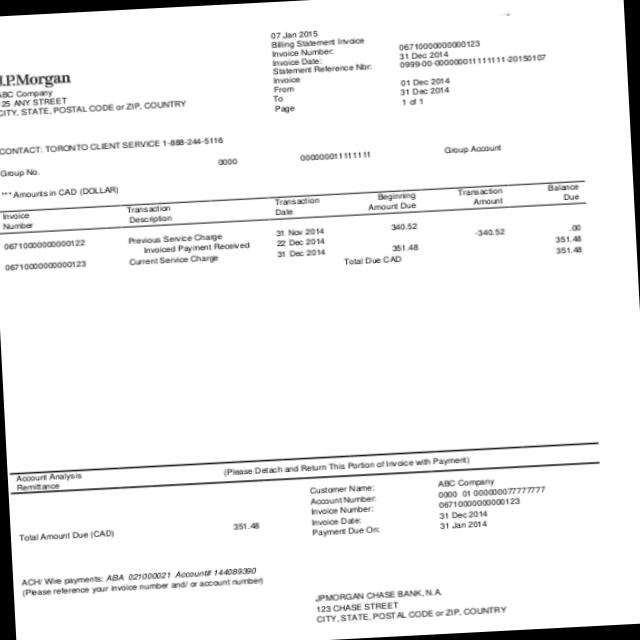 07 Jan 2015
Billing Statement Invoice
Invoice Number: 06710000000000123
Invoice Date: 31 Dec 2014
Statement Reference Nbr: 0999-00-000000011111111-20150107
Invoice
From 01 Dec 2014
To 31 Dec 2014
Page 1 of 1
J.P.Morgan
ABC Company
25 ANY STREET
CITY, STATE, POSTAL CODE or ZIP, COUNTRY
CONTACT: TORONTO CLIENT SERVICE 1-888-244-5116
Group No. 0000 000000011111111 Group Account
*** Amounts in CAD (DOLLAR)
Invoice Number Transaction Description Transaction Date Beginning Amount Due Transaction Amount Balance Due
06710000000000122 Previous Service Charge 31 Nov 2014 340.52
Invoiced Payment Received 22 Dec 2014 -340.52 .00
06710000000000123 Current Service Charge 31 Dec 2014 351.48 351.48
Total Due CAD 351.48
(Please Detach and Return This Portion of Invoice with Payment)
Account Analysis
Remittance
Customer Name: ABC Company
Account Number: 0000 01 000000077777777
Invoice Number: 06710000000000123
Invoice Date: 31 Dec 2014
Payment Due On: 31 Jan 2014
Total Amount Due (CAD) 351.48
ACH/ Wire payments: ABA 021000021 Account# 144089390
(Please reference your invoice number and/ or account number)
JPMORGAN CHASE BANK, N.A.
123 CHASE STREET
CITY, STATE, POSTAL CODE or ZIP, COUNTRY